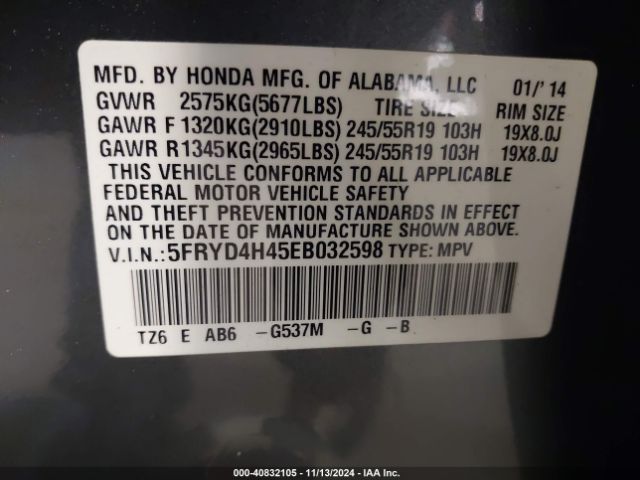 MFD. BY HONDA MFG. OF ALABAMA, LLC 01/'14
GVWR 2575KG(5677LBS) TIRE SIZE RIM SIZE
GAWR F 1320KG(2910LBS) 245/55R19 103H 19X8.0J
GAWR R1345KG(2965LBS) 245/55R19 103H 19X8.0J
THIS VEHICLE CONFORMS TO ALL APPLICABLE
FEDERAL MOTOR VEHICLE SAFETY
AND THEFT PREVENTION STANDARDS IN EFFECT
ON THE DATE OF MANUFACTURE SHOWN ABOVE.
V.I.N.:5FRYD4H45EB032598 TYPE: MPV
TZ6 E AB6 -G537M -G -B
000-40832105 - 11/13/2024 - IAA Inc.